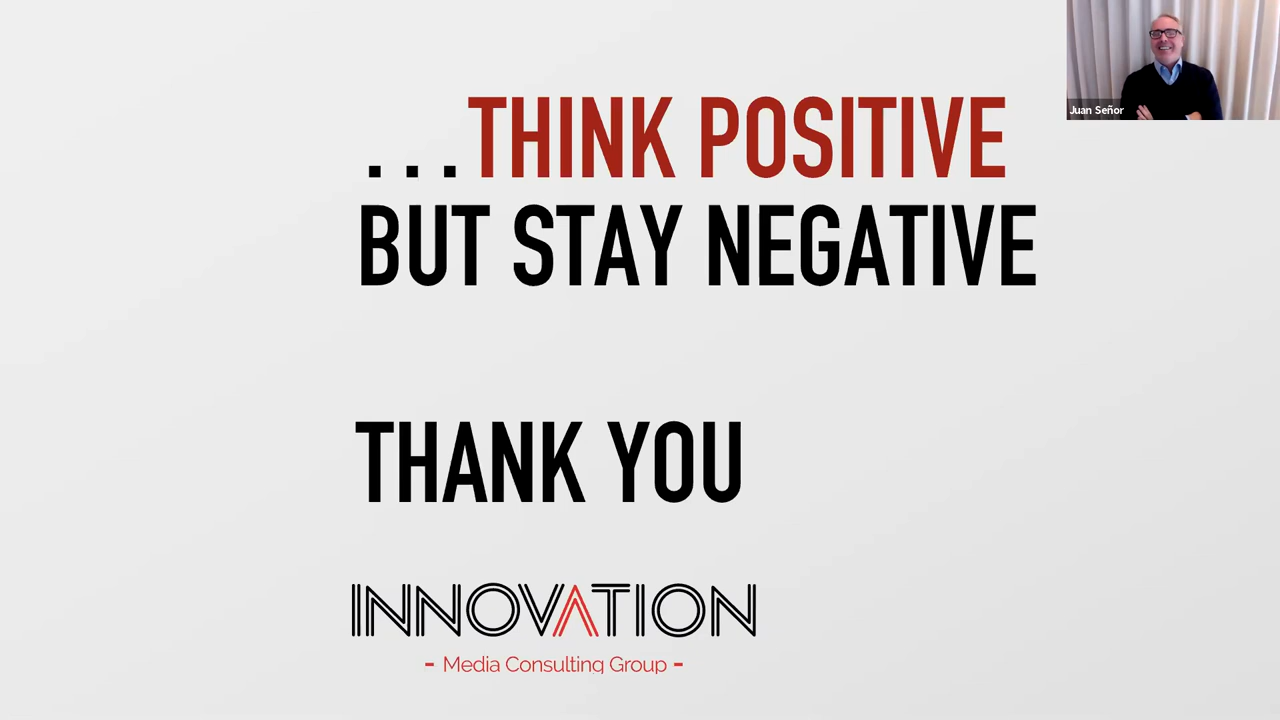 ...THINK POSITIVE
BUT STAY NEGATIVE
THANK YOU
INNOVATION
- Media Consulting Group -
Juan Señor